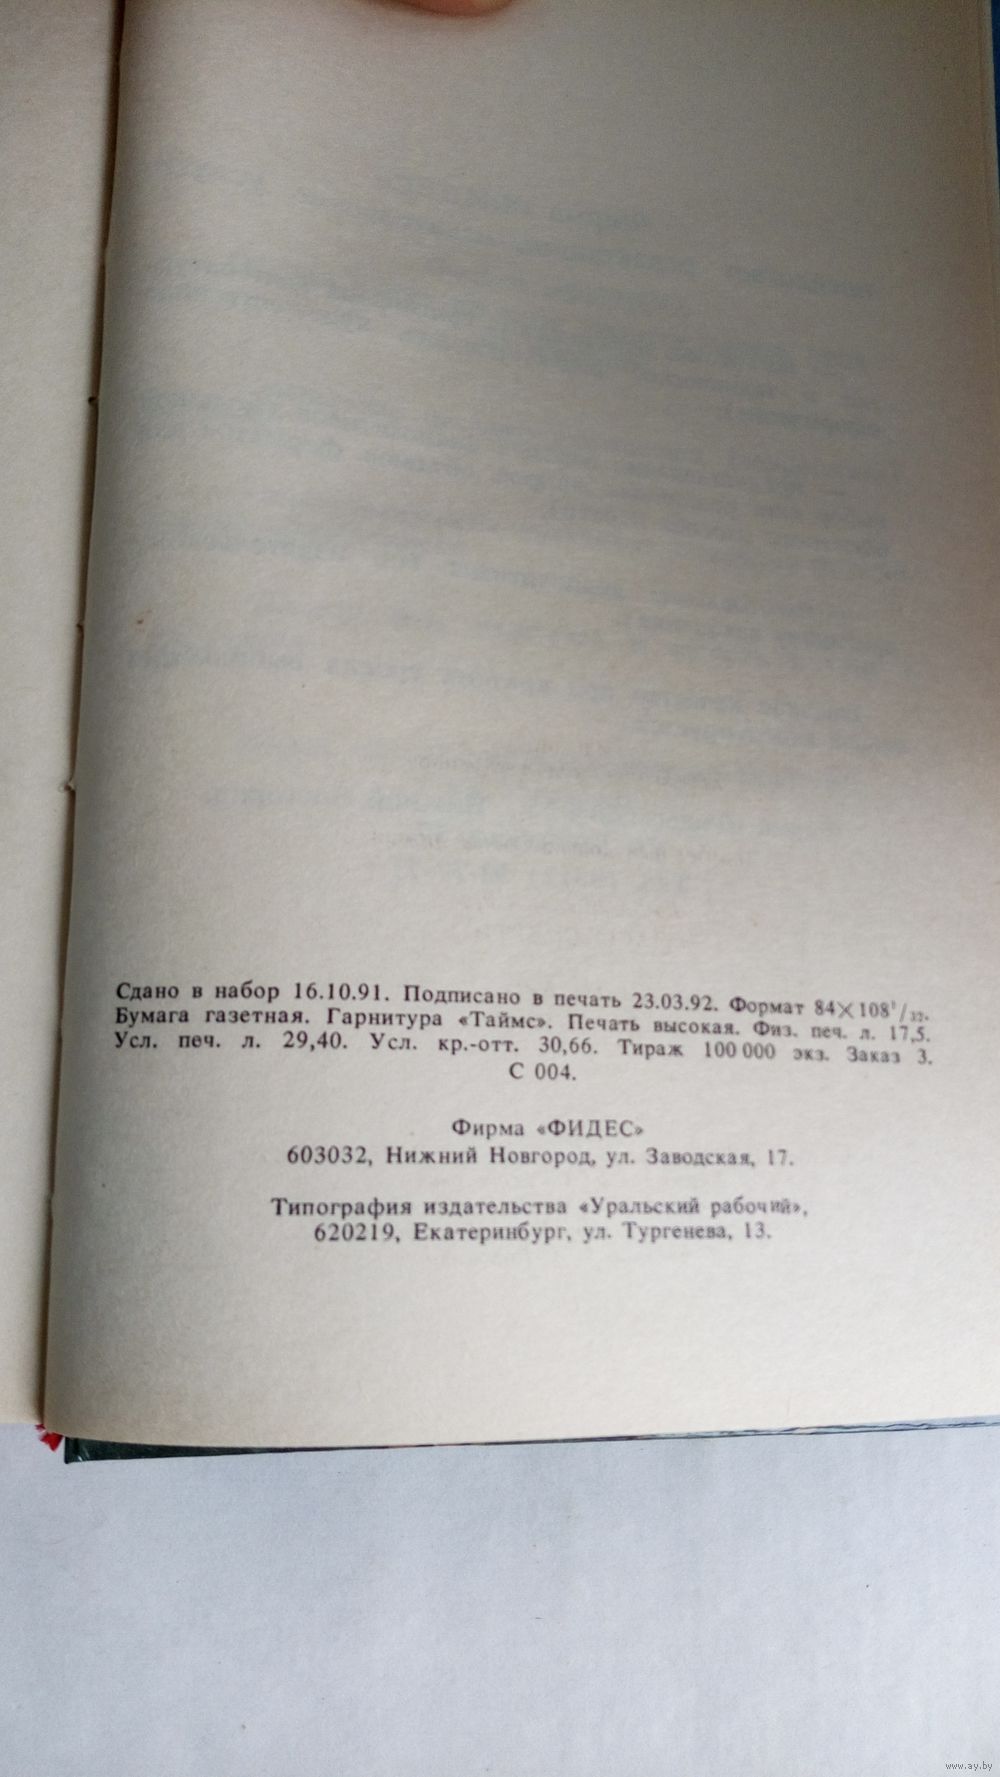 Сдано в набор 16.10.91. Подписано в печать 23.03.92. Формат 84×108¹/₃₂.
Бумага газетная. Гарнитура «Таймс». Печать высокая. Физ. печ. л. 17,5.
Усл. печ. л. 29,40. Усл. кр.-отт. 30,66. Тираж 100 000 экз. Заказ 3.
С 004.
Фирма «ФИДЕС»
603032, Нижний Новгород, ул. Заводская, 17.
Типография издательства «Уральский рабочий»,
620219, Екатеринбург, ул. Тургенева, 13.
www.ay.by